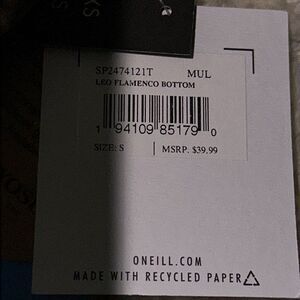 SP2474121T MUL
LEO FLAMENCO BOTTOM
1 94109 85179 0
SIZE: S MSRP. $39.99
ONEILL.COM
MADE WITH RECYCLED PAPER